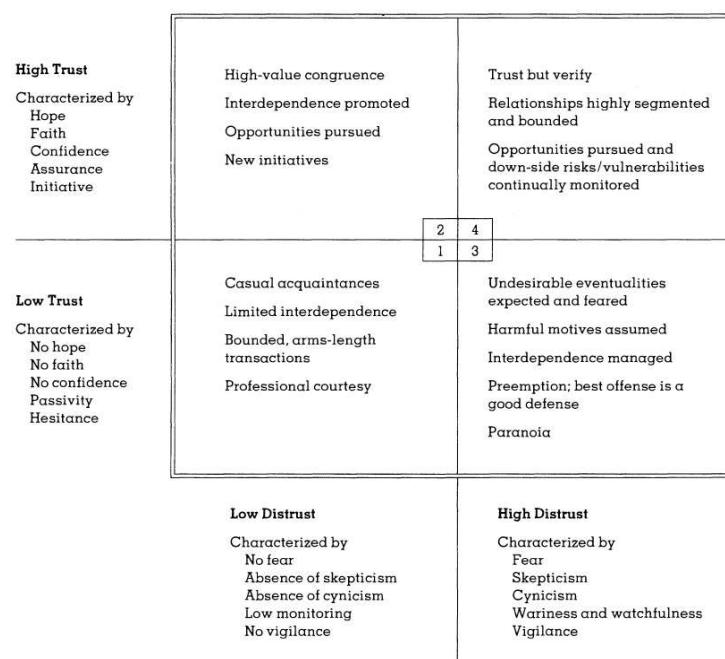 High Trust
Characterized by
Hope
Faith
Confidence
Assurance
Initiative
High-value congruence
Interdependence promoted
Opportunities pursued
New initiatives
Trust but verify
Relationships highly segmented
and bounded
Opportunities pursued and
down-side risks/vulnerabilities
continually monitored
2 4
1 3
Low Trust
Characterized by
No hope
No faith
No confidence
Passivity
Hesitance
Casual acquaintances
Limited interdependence
Bounded, arms-length
transactions
Professional courtesy
Undesirable eventualities
expected and feared
Harmful motives assumed
Interdependence managed
Preemption; best offense is a
good defense
Paranoia
Low Distrust
Characterized by
No fear
Absence of skepticism
Absence of cynicism
Low monitoring
No vigilance
High Distrust
Characterized by
Fear
Skepticism
Cynicism
Wariness and watchfulness
Vigilance